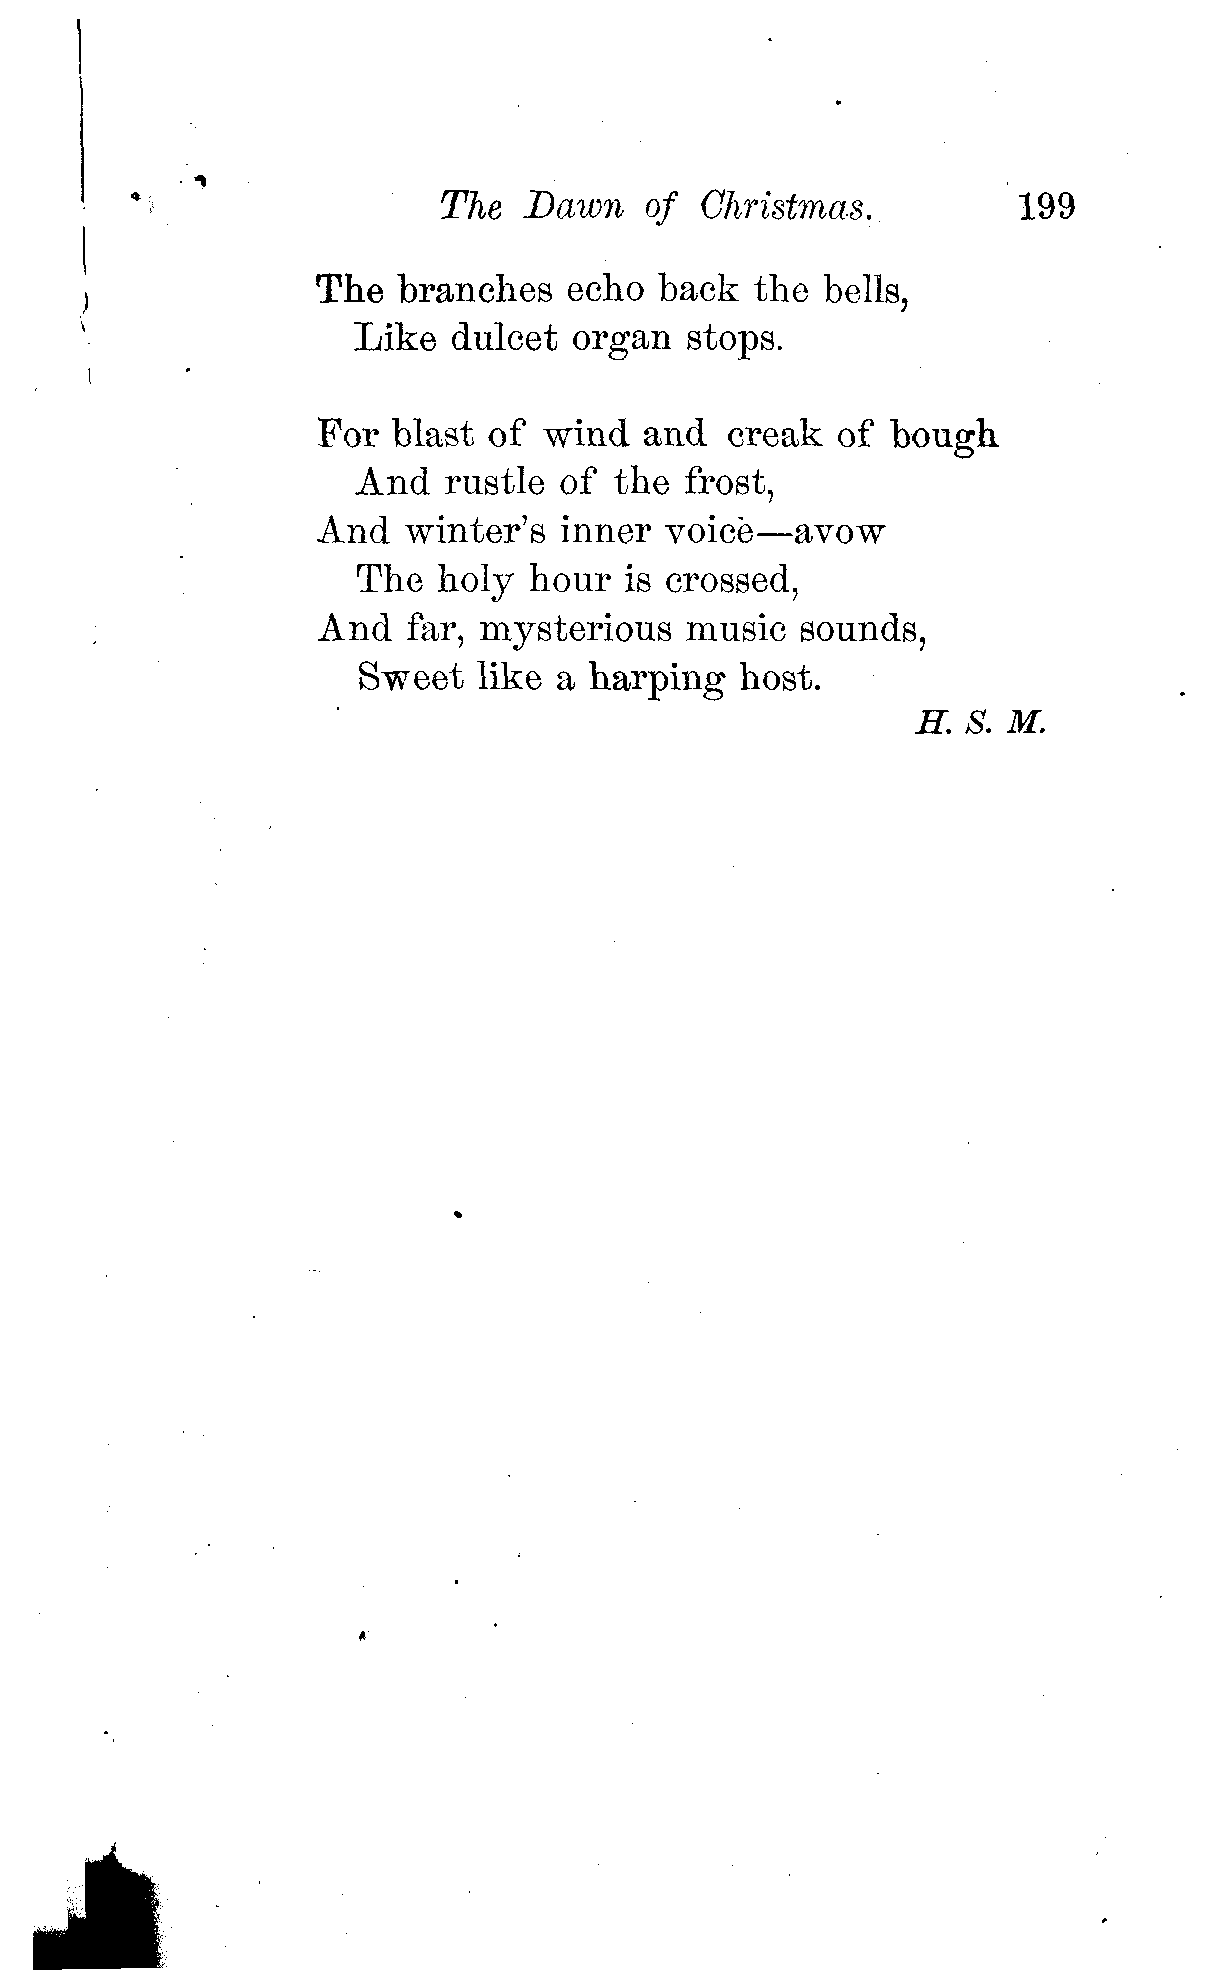 The Dawn of Christmas. 199
The branches echo back the bells,
Like dulcet organ stops.
For blast of wind and creak of bough
And rustle of the frost,
And winter's inner voice—avow
The holy hour is crossed,
And far, mysterious music sounds,
Sweet like a harping host.
H. S. M.